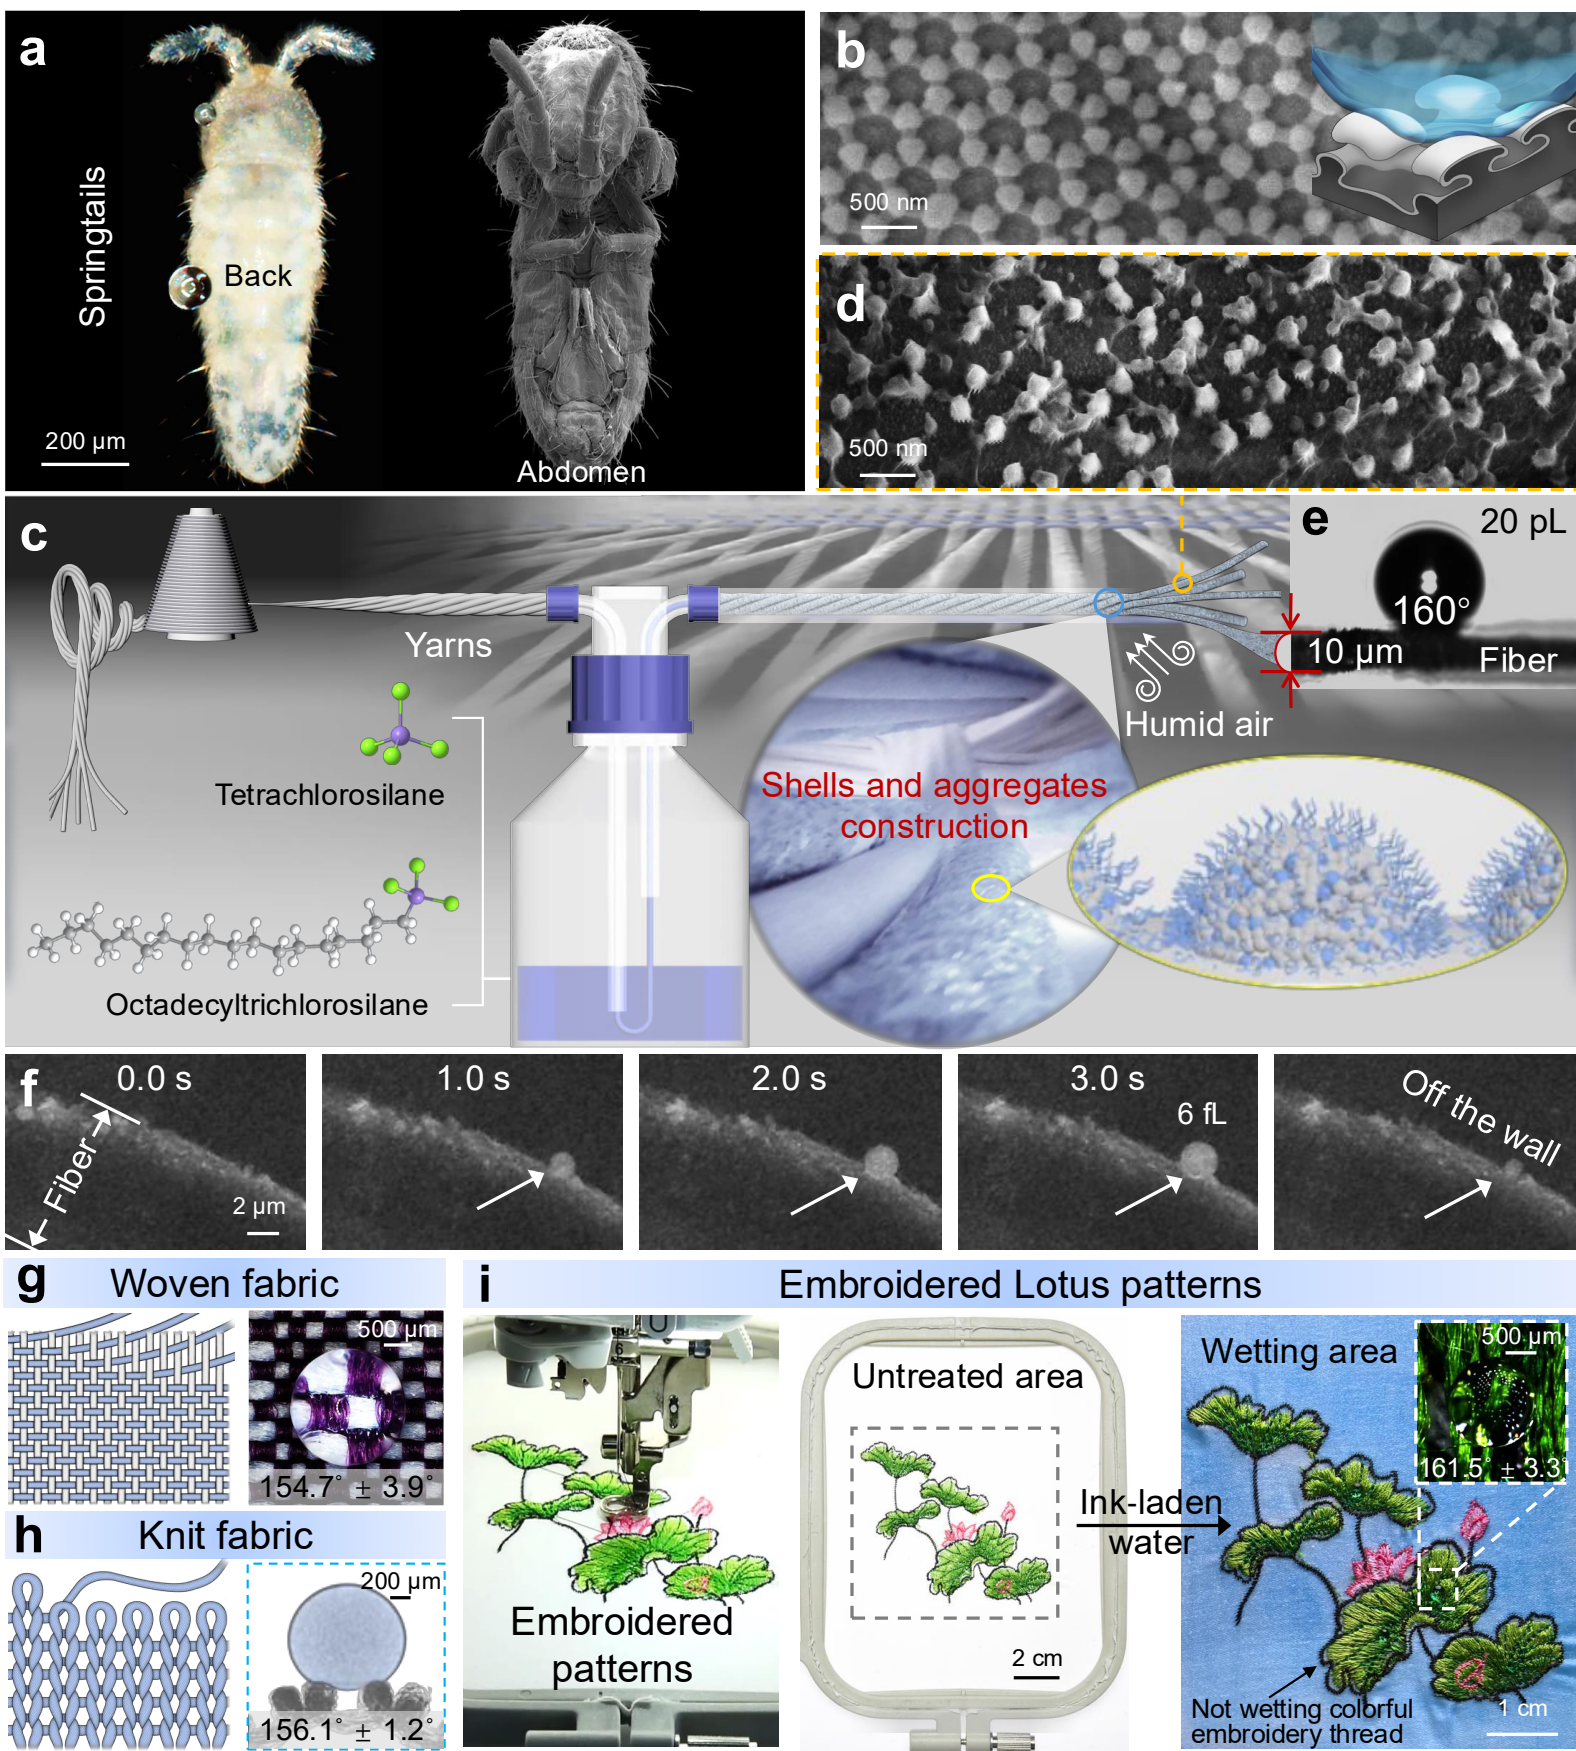 a
Springtails
Back
200 µm
Abdomen
b
500 nm
d
500 nm
c
Yarns
Tetrachlorosilane
Octadecyltrichlorosilane
Shells and aggregates
construction
Humid air
e
20 pL
160°
10 µm
Fiber
f
0.0 s
Fiber
2 µm
1.0 s
2.0 s
3.0 s
6 fL
Off the wall
g
Woven fabric
500 µm
154.7° ± 3.9°
h
Knit fabric
200 µm
156.1° ± 1.2°
i
Embroidered Lotus patterns
Embroidered
patterns
Untreated area
2 cm
Ink-laden
water
Wetting area
500 µm
161.5° ± 3.3°
Not wetting colorful
embroidery thread
1 cm